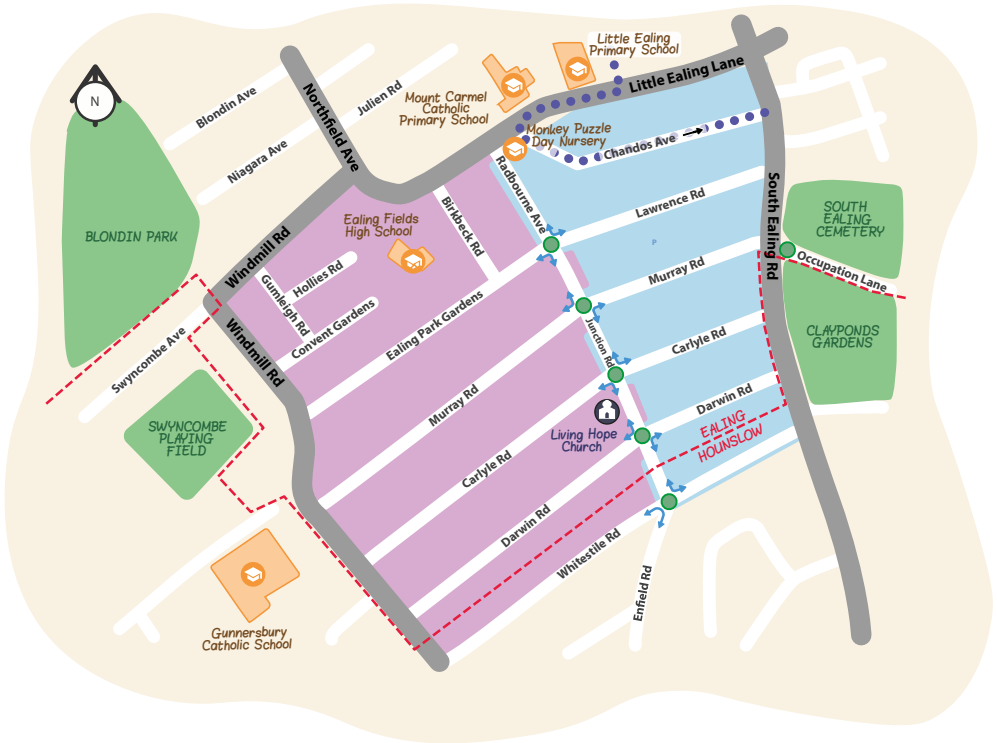 Little Ealing
Primary School
Little Ealing Lane
Northfield Ave
Julien Rd
Blondin Ave
Mount Carmel
Catholic
Primary School
N
Monkey Puzzle
Day Nursery
Chandos Ave
Niagara Ave
Radbourne Ave
South Ealing Rd
Lawrence Rd
SOUTH
EALING
CEMETERY
Birkbeck Rd
Ealing Fields
High School
BLONDIN PARK
Windmill Rd
P
Murray Rd
Occupation Lane
Hollies Rd
Gumleigh Rd
Convent Gardens
Ealing Park Gardens
Junction Rd
Carlyle Rd
CLAYPONDS
GARDENS
Swyncombe Ave
Windmill Rd
Murray Rd
Darwin Rd
SWYNCOMBE
PLAYING
FIELD
Living Hope
Church
EALING
HOUNSLOW
Carlyle Rd
Darwin Rd
Whitestile Rd
Enfield Rd
Gunnersbury
Catholic School